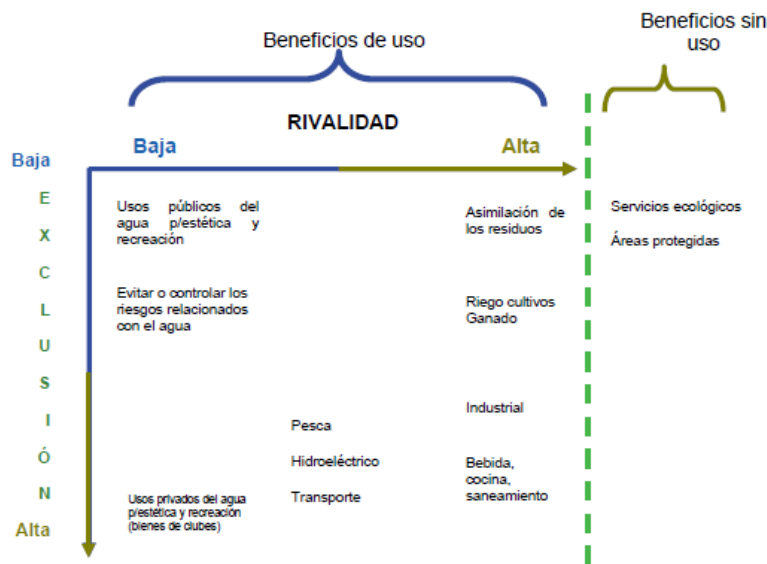 Beneficios de uso
Beneficios sin
uso
RIVALIDAD
Baja
Baja
Alta
E
X
C
L
U
S
I
Ó
N
Alta
Usos públicos del
agua p/estética y
recreación
Asimilación de
los residuos
Servicios ecológicos
Áreas protegidas
Evitar o controlar los
riesgos relacionados
con el agua
Riego cultivos
Ganado
Industrial
Pesca
Hidroeléctrico
Transporte
Bebida,
cocina,
saneamiento
Usos privados del agua
p/estética y recreación
(bienes de clubes)